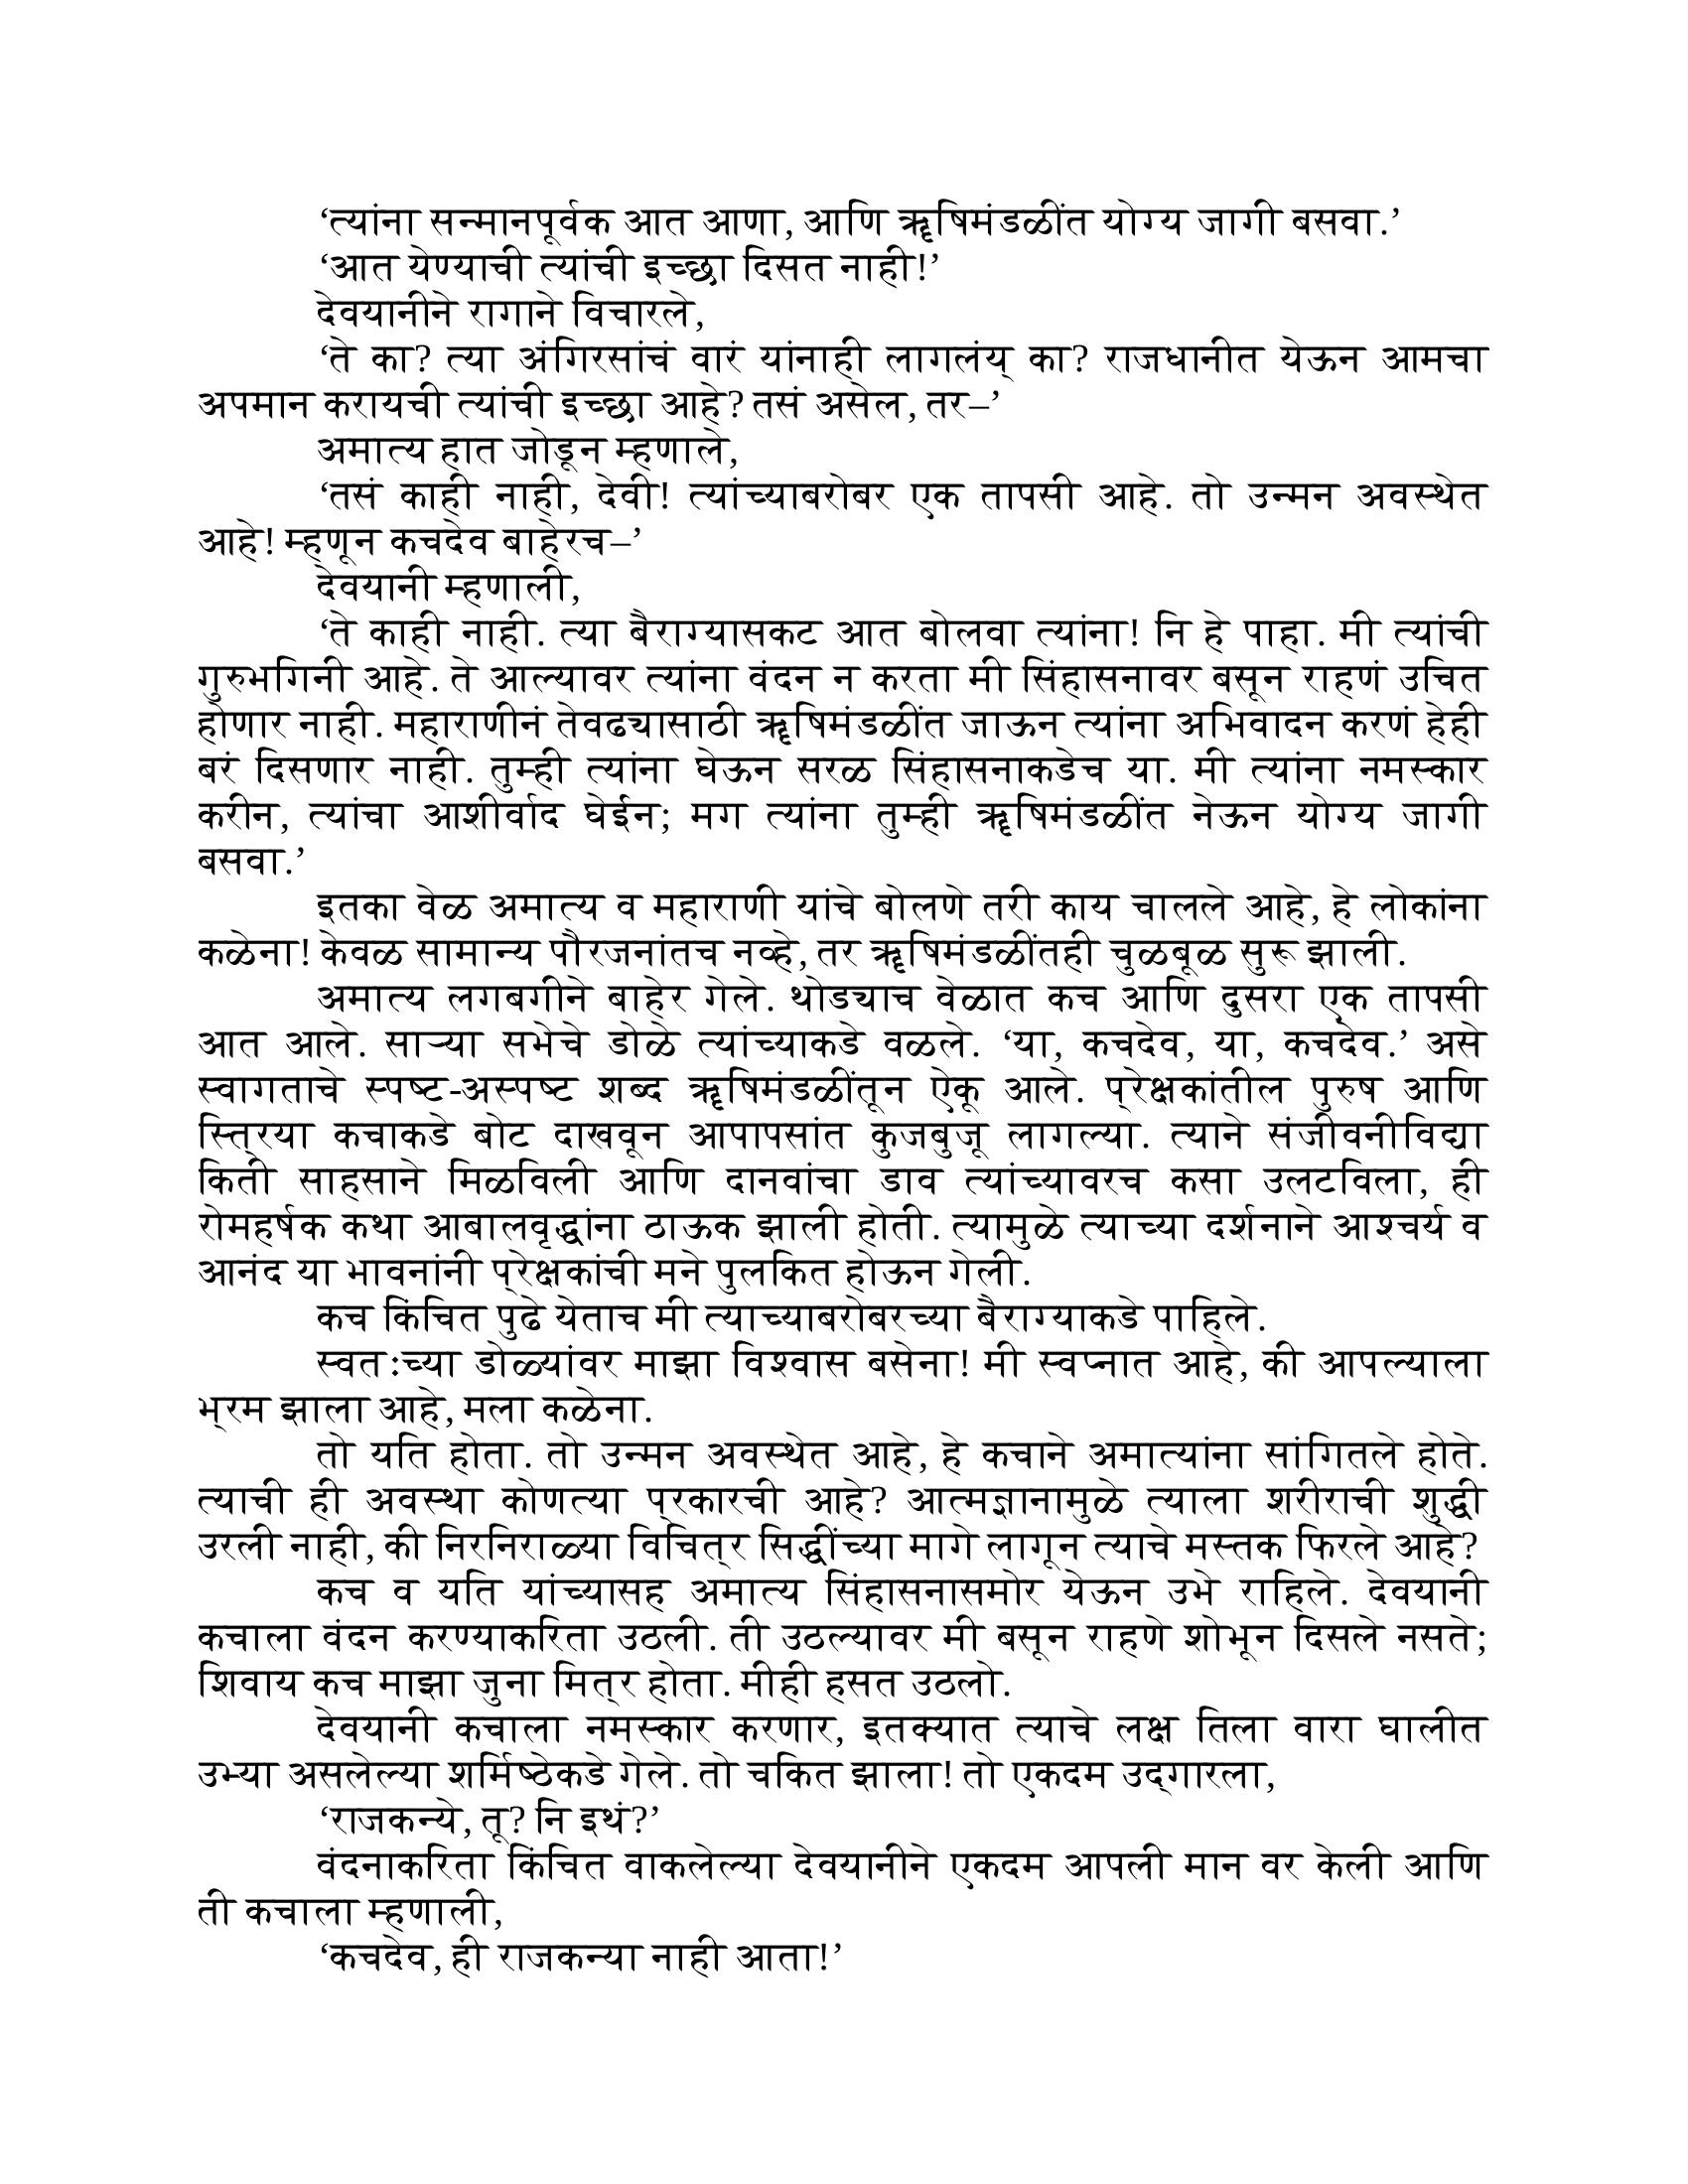 ‘त्यांना सन्मानपूर्वक आत आणा, आणि ॠषिमंडळींत योग्य जागी बसवा.’
‘आत येण्याची त्यांची इच्छा दिसत नाही!’
देवयानीने रागाने विचारले,
‘ते का? त्या अंगिरसांचं वारं यांनाही लागलंय् का? राजधानीत येऊन आमचा
अपमान करायची त्यांची इच्छा आहे? तसं असेल, तर–’
अमात्य हात जोडून म्हणाले,
‘तसं काही नाही, देवी! त्यांच्याबरोबर एक तापसी आहे. तो उन्मन अवस्थेत
आहे! म्हणून कचदेव बाहेरच–’
देवयानी म्हणाली,
‘ते काही नाही. त्या बैराग्यासकट आत बोलवा त्यांना! नि हे पाहा. मी त्यांची
गुरुभगिनी आहे. ते आल्यावर त्यांना वंदन न करता मी सिंहासनावर बसून राहणं उचित
होणार नाही. महाराणीनं तेवढ्यासाठी ॠषिमंडळींत जाऊन त्यांना अभिवादन करणं हेही
बरं दिसणार नाही. तुम्ही त्यांना घेऊन सरळ सिंहासनाकडेच या. मी त्यांना नमस्कार
करीन, त्यांचा आशीर्वाद घेईन; मग त्यांना तुम्ही ॠषिमंडळींत नेऊन योग्य जागी
बसवा.’
इतका वेळ अमात्य व महाराणी यांचे बोलणे तरी काय चालले आहे, हे लोकांना
कळेना! केवळ सामान्य पौरजनांतच नव्हे, तर ॠषिमंडळींतही चुळबूळ सुरू झाली.
अमात्य लगबगीने बाहेर गेले. थोड्याच वेळात कच आणि दुसरा एक तापसी
आत आले. साऱ्या सभेचे डोळे त्यांच्याकडे वळले. ‘या, कचदेव, या, कचदेव.’ असे
स्वागताचे स्पष्ट-अस्पष्ट शब्द ॠषिमंडळींतून ऐकू आले. प्रेक्षकांतील पुरुष आणि
स्त्रिया कचाकडे बोट दाखवून आपापसांत कुजबुजू लागल्या. त्याने संजीवनीविद्या
किती साहसाने मिळविली आणि दानवांचा डाव त्यांच्यावरच कसा उलटविला, ही
रोमहर्षक कथा आबालवृद्धांना ठाऊक झाली होती. त्यामुळे त्याच्या दर्शनाने आश्चर्य व
आनंद या भावनांनी प्रेक्षकांची मने पुलकित होऊन गेली.
कच किंचित पुढे येताच मी त्याच्याबरोबरच्या बैराग्याकडे पाहिले.
स्वतःच्या डोळ्यांवर माझा विश्वास बसेना! मी स्वप्नात आहे, की आपल्याला
भ्रम झाला आहे, मला कळेना.
तो यति होता. तो उन्मन अवस्थेत आहे, हे कचाने अमात्यांना सांगितले होते.
त्याची ही अवस्था कोणत्या प्रकारची आहे? आत्मज्ञानामुळे त्याला शरीराची शुद्धी
उरली नाही, की निरनिराळ्या विचित्र सिद्धींच्या मागे लागून त्याचे मस्तक फिरले आहे?
कच व यति यांच्यासह अमात्य सिंहासनासमोर येऊन उभे राहिले. देवयानी
कचाला वंदन करण्याकरिता उठली. ती उठल्यावर मी बसून राहणे शोभून दिसले नसते;
शिवाय कच माझा जुना मित्र होता. मीही हसत उठलो.
देवयानी कचाला नमस्कार करणार, इतक्यात त्याचे लक्ष तिला वारा घालीत
उभ्या असलेल्या शर्मिष्ठेकडे गेले. तो चकित झाला! तो एकदम उद्‌गारला,
‘राजकन्ये, तू? नि इथं?’
वंदनाकरिता किंचित वाकलेल्या देवयानीने एकदम आपली मान वर केली आणि
ती कचाला म्हणाली,
‘कचदेव, ही राजकन्या नाही आता!’